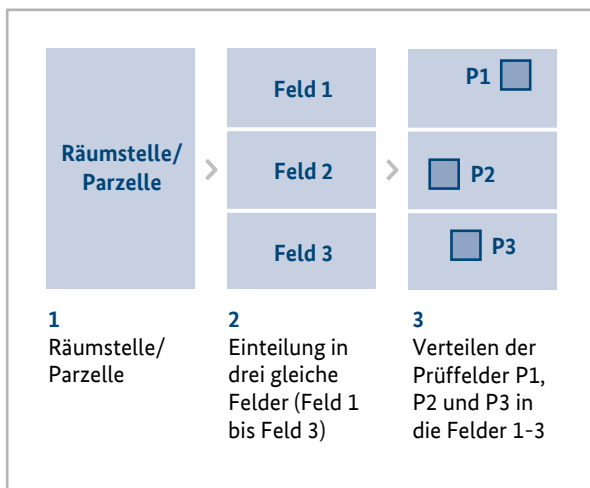 Räumstelle/
Parzelle
Feld 1
Feld 2
Feld 3
P1
P2
P3
1
Räumstelle/
Parzelle
2
Einteilung in
drei gleiche
Felder (Feld 1
bis Feld 3)
3
Verteilen der
Prüffelder P1,
P2 und P3 in
die Felder 1-3